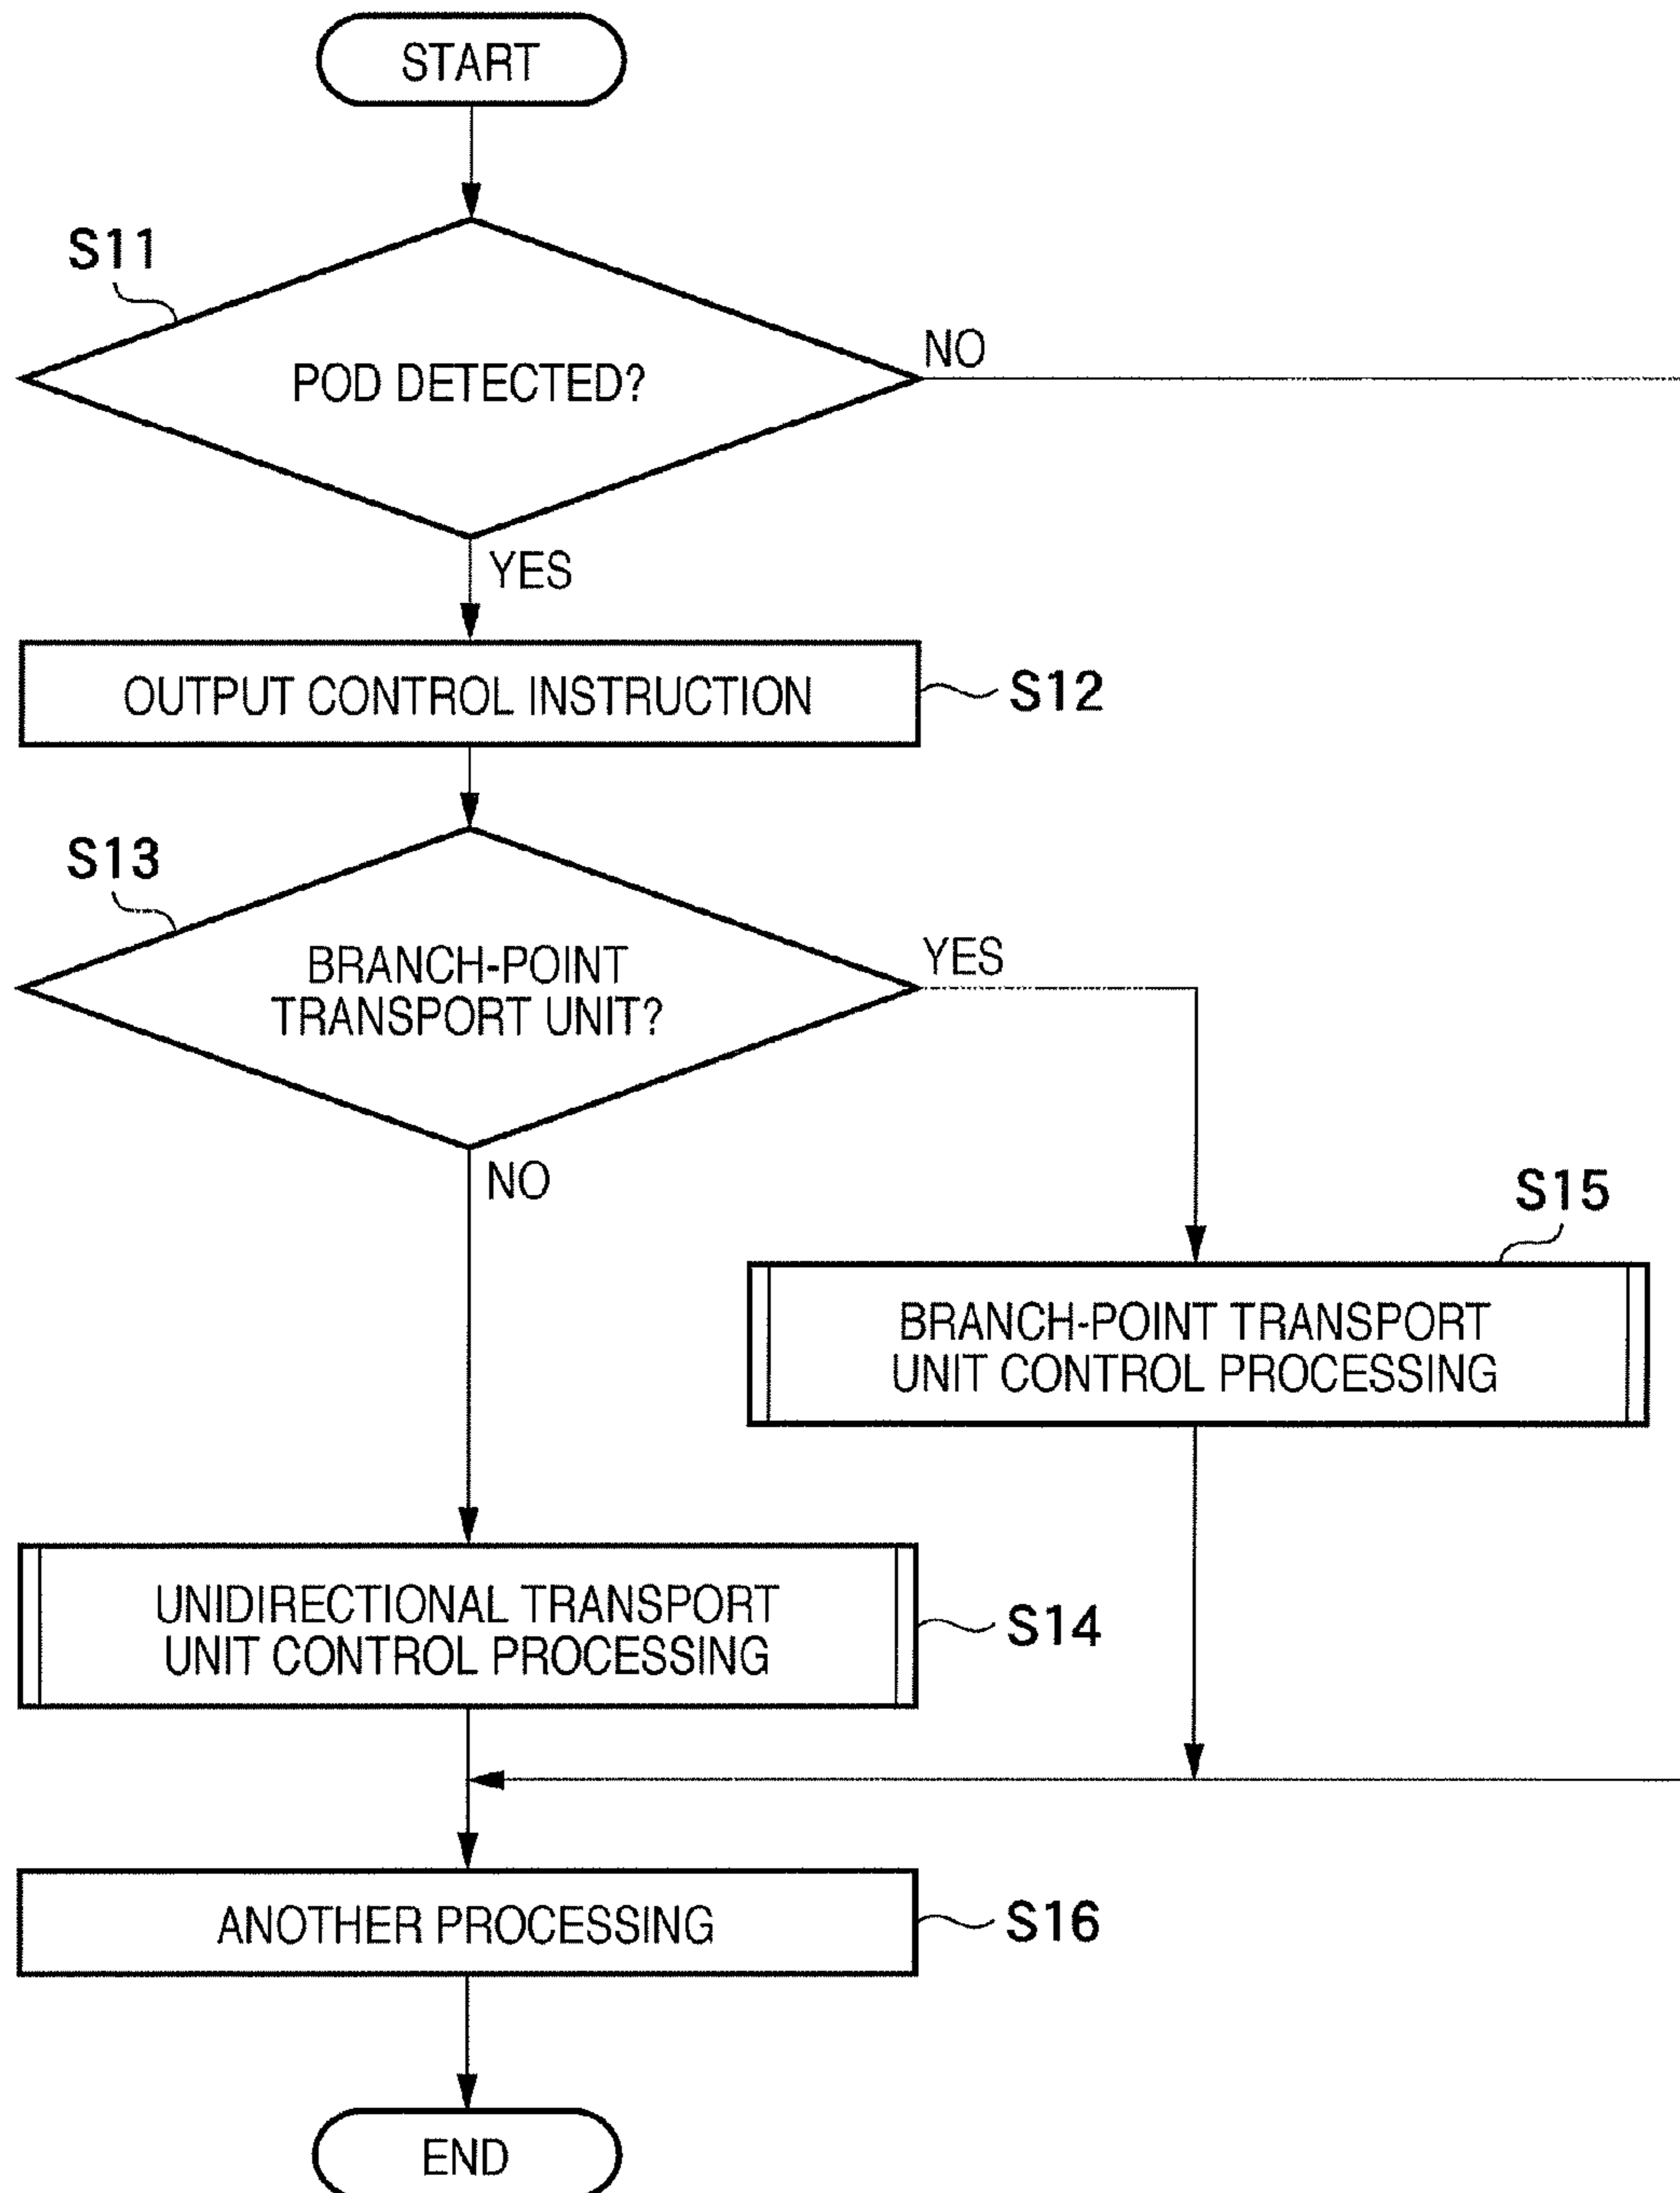 START
S11
POD DETECTED?
NO
YES
OUTPUT CONTROL INSTRUCTION
S12
S13
BRANCH-POINT
TRANSPORT UNIT?
YES
NO
S15
BRANCH-POINT TRANSPORT
UNIT CONTROL PROCESSING
UNIDIRECTIONAL TRANSPORT
UNIT CONTROL PROCESSING
S14
ANOTHER PROCESSING
S16
END